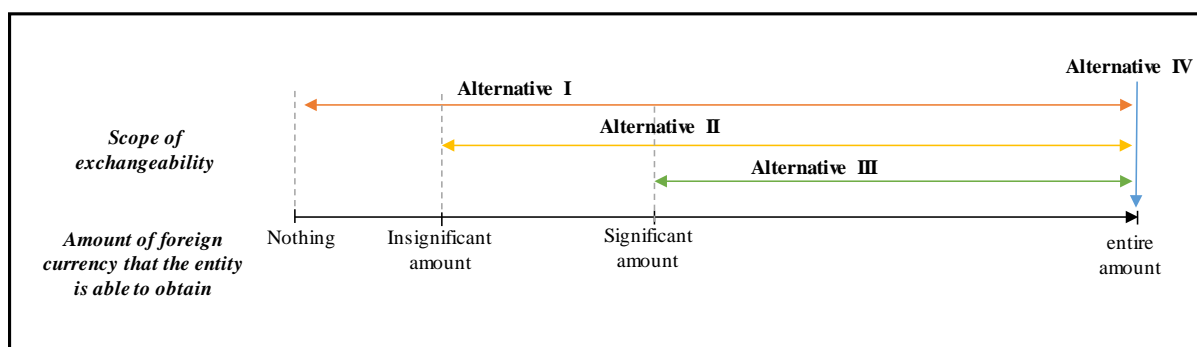 Alternative IV
Alternative I
Alternative II
Scope of
exchangeability
Alternative III
Nothing
Insignificant
amount
Significant
amount
entire
amount
Amount of foreign
currency that the entity
is able to obtain